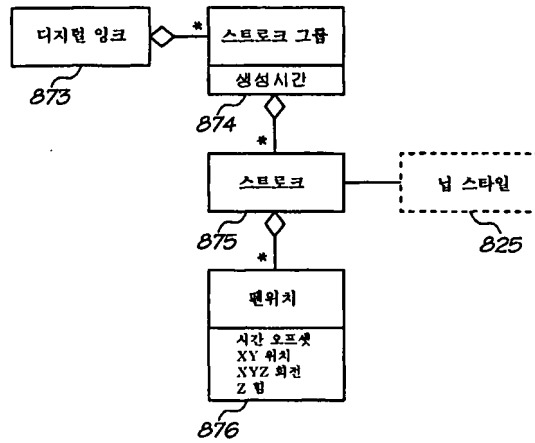 디지털 잉크
*
스트로크 그룹
873
생성시간
874
*
스트로크
닙 스타일
875
825
*
펜위치
시간 오프셋
XY 위치
XYZ 회전
Z 힘
876